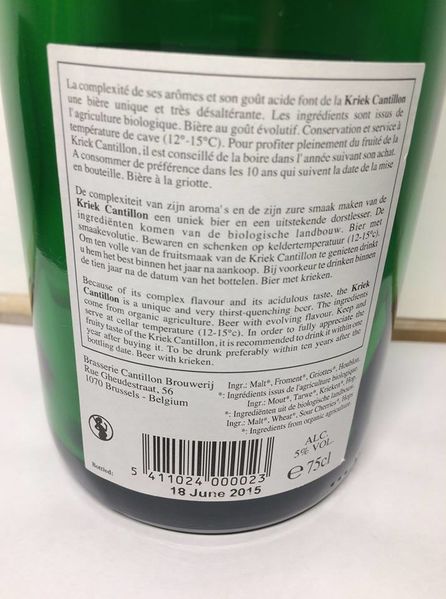 La complexité de ses arômes et son goût acide font de la Kriek Cantillon
une bière unique et très désaltérante. Les ingrédients sont issus de
l'agriculture biologique. Bière au goût évolutif. Conservation et service à
température de cave (12°-15°C). Pour profiter pleinement du fruité de la
Kriek Cantillon, il est conseillé de la boire dans l'année suivant son achat.
A consommer de préférence dans les 10 ans qui suivent la date de la mise
en bouteille. Bière à la griotte.
De complexiteit van zijn aroma's en de zijn zure smaak maken van de
Kriek Cantillon een uniek bier en een uitstekende dorstlesser. De
ingrediënten komen van de biologische landbouw. Bier met
smaakevolutie. Bewaren en schenken op keldertemperatuur (12-15°c).
Om ten volle van de fruitsmaak van de Kriek Cantillon te genieten drinkt
u hem het best binnen het jaar na aankoop. Bij voorkeur te drinken binnen
de tien jaar na de datum van het bottelen. Bier met krieken.
Because of its complex flavour and its acidulous taste, the Kriek
Cantillon is a unique and very thirst-quenching beer. The ingredients
come from organic agriculture. Beer with evolving flavour. Keep and
serve at cellar temperature (12-15°c). In order to fully appreciate the
fruity taste of the Kriek Cantillon, it is recommended to drink it within one
year after buying it. To be drunk preferably within ten years after the
bottling date. Beer with krieken.
Brasserie Cantillon Brouwerij
Rue Gheudestraat, 56
1070 Brussels - Belgium
Ingr.: Malt*, Froment*, Griottes*, Houblon.
*: Ingrédients issus de l'agriculture biologique.
Ingr.: Mout*, Tarwe*, Krieken*, Hop.
*: Ingrediënten uit de biologische landbouw.
Ingr.: Malt*, Wheat*, Sour Cherries*, Hops.
*: Ingredients from organic agriculture.
ALC.
5% VOL.
e 75cl
Bottled:
5 411024 000023
18 June 2015